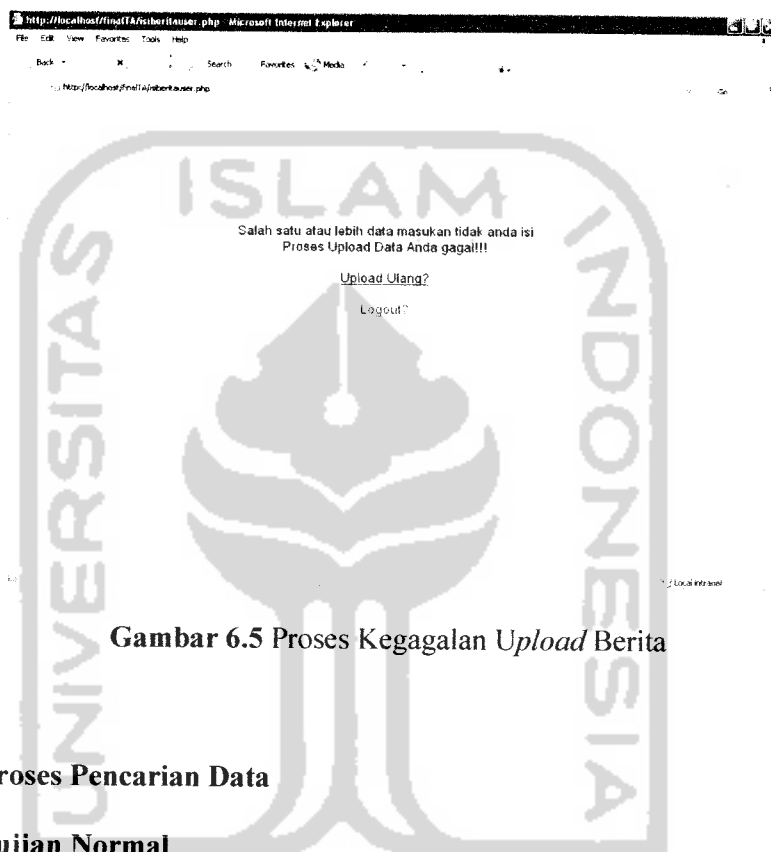 http://localhost/finalTA/isiberitauser.php - Microsoft Internet Explorer
File Edit View Favorites Tools Help
Back Search Favorites Media
http://localhost/finalTA/isiberitauser.php Go
ISLAM
UNIVERSITAS
INDONESIA
Salah satu atau lebih data masukan tidak anda isi
Proses Upload Data Anda gagal!!!
Upload Ulang?
Logout?
Local intranet
Gambar 6.5 Proses Kegagalan Upload Berita
roses Pencarian Data
ujian Normal